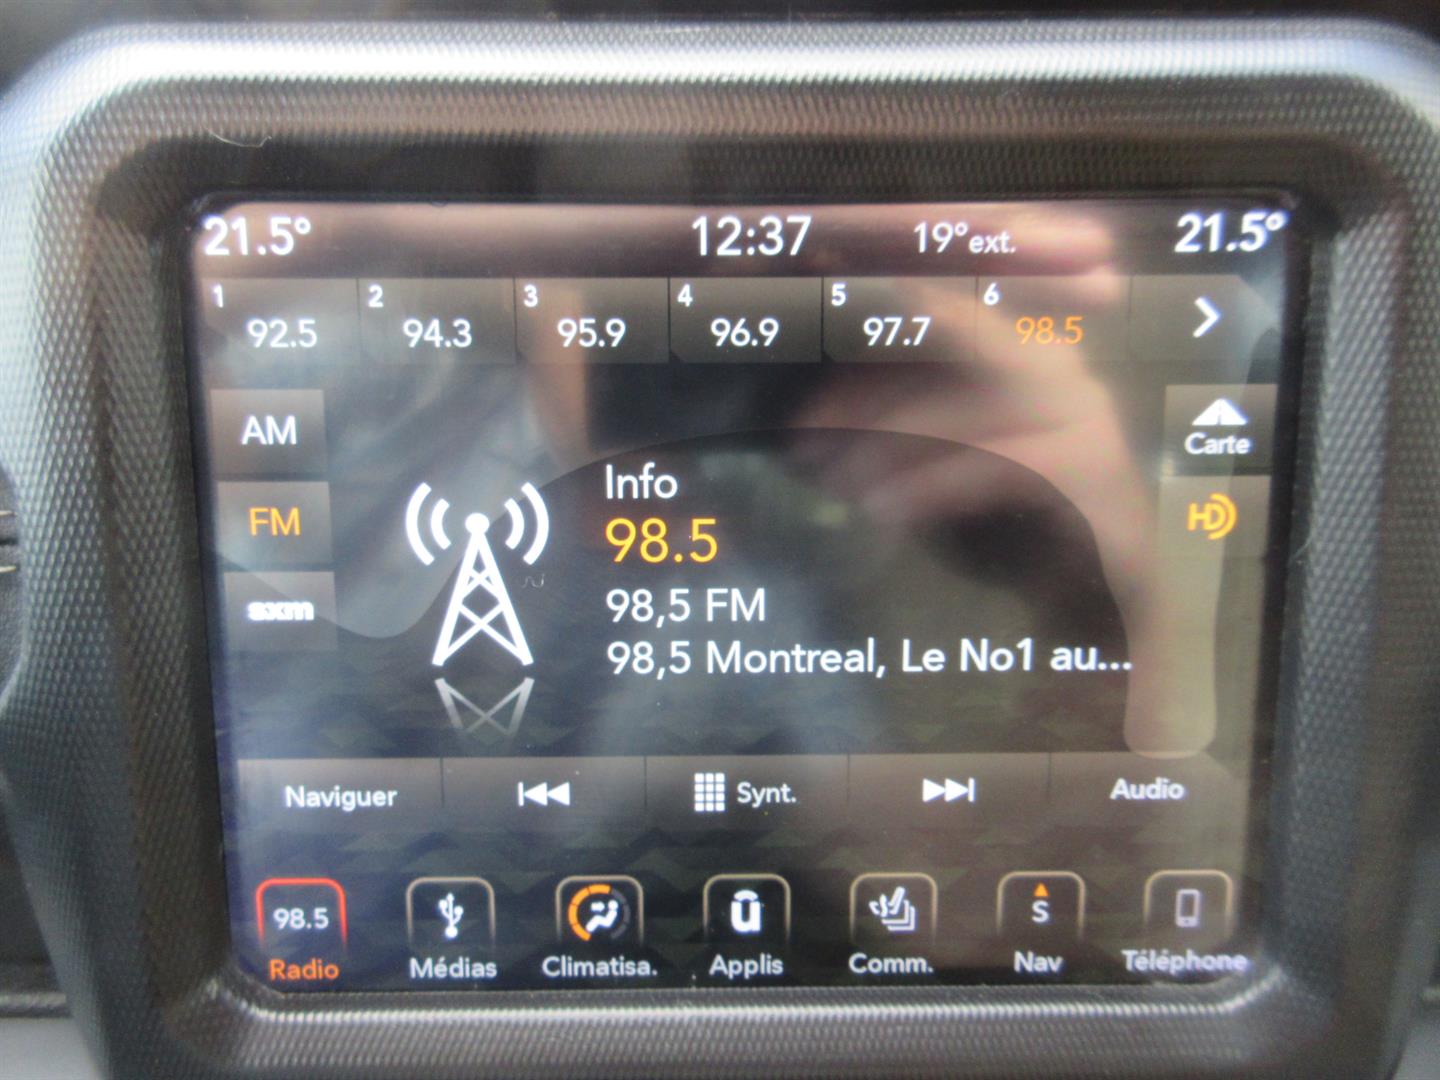 21.5° 12:37 19°ext. 21.5°
1 2 3 4 5 6
92.5 94.3 95.9 96.9 97.7 98.5
AM
Carte
Info
FM
HD
98.5
sxm
98,5 FM
98,5 Montreal, Le No1 au...
Naviguer Synt. Audio
98.5 S
Radio Médias Climatisa. Applis Comm. Nav Téléphone